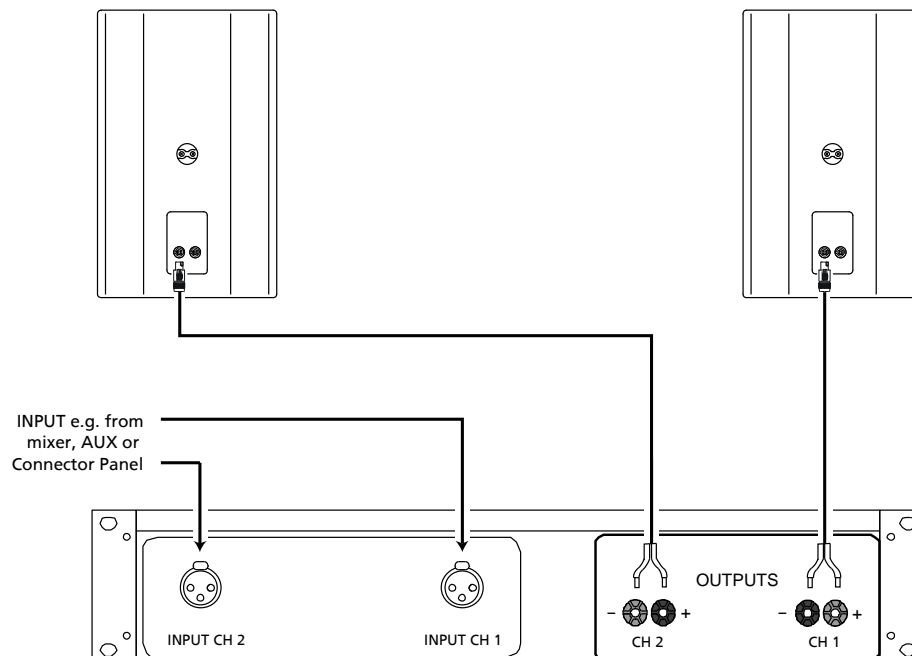 INPUT e.g. from
mixer, AUX or
Connector Panel
OUTPUTS
– + – +
INPUT CH 2 INPUT CH 1 CH 2 CH 1